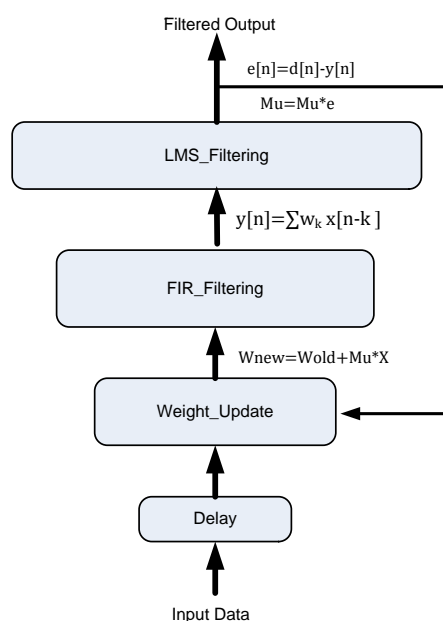 Filtered Output
e[n]=d[n]-y[n]
Mu=Mu*e
LMS_Filtering
y[n]=∑wₖ x[n-k ]
FIR_Filtering
Wnew=Wold+Mu*X
Weight_Update
Delay
Input Data